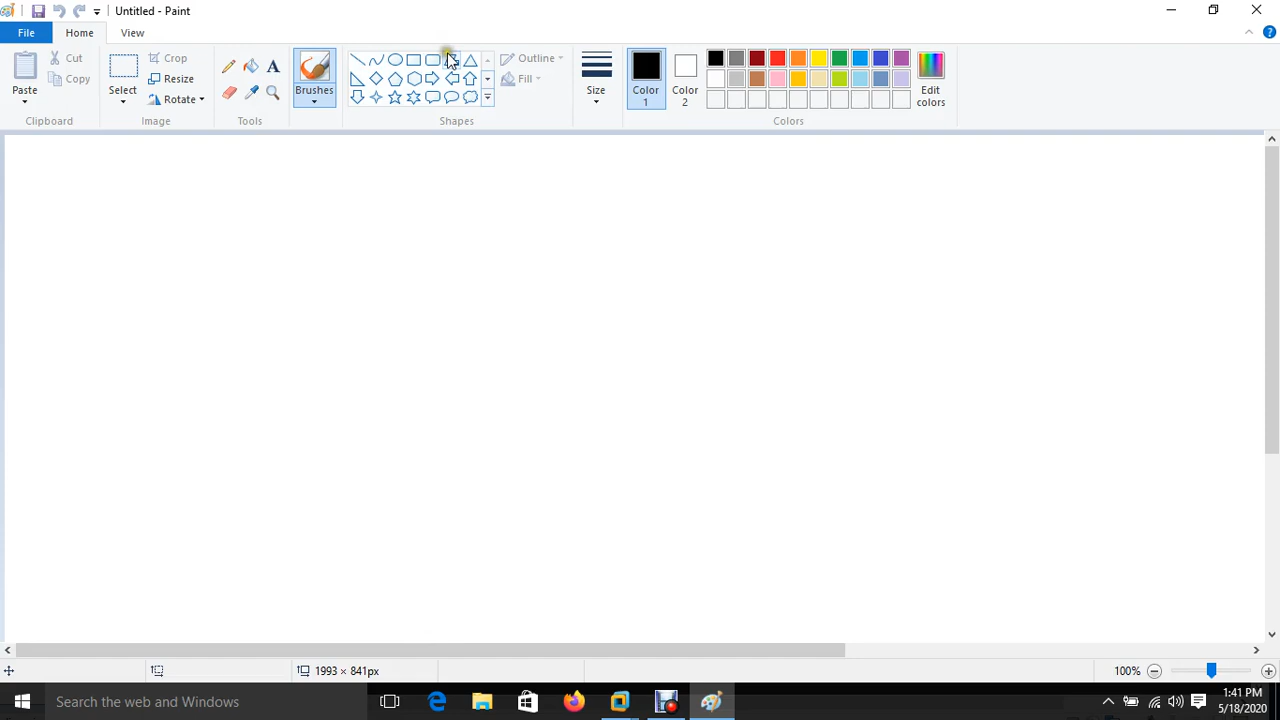 Untitled - Paint
File Home View
Paste
Cut
Copy
Clipboard
Select
Crop
Resize
Rotate
Image
A
Tools
Brushes
Shapes
Outline
Fill
Size
Color 1
Color 2
Edit colors
Colors
1993 × 841px
100%
Search the web and Windows
1:41 PM
5/18/2020